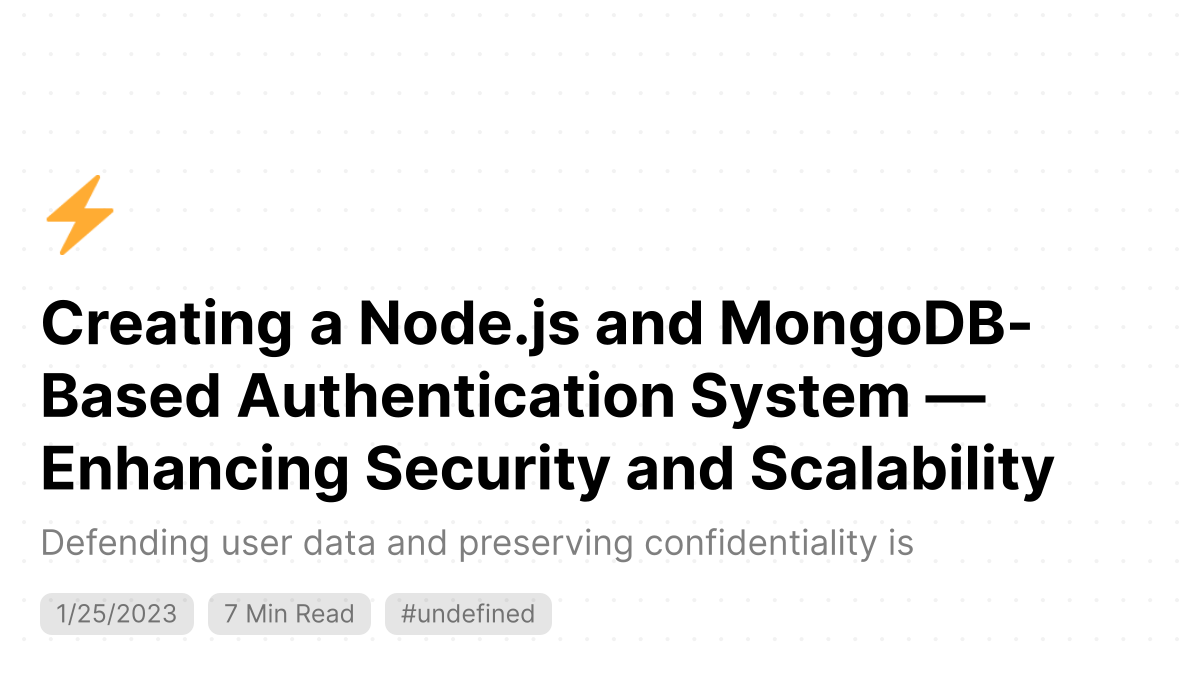 Creating a Node.js and MongoDB-
Based Authentication System —
Enhancing Security and Scalability
Defending user data and preserving confidentiality is
1/25/2023 7 Min Read #undefined